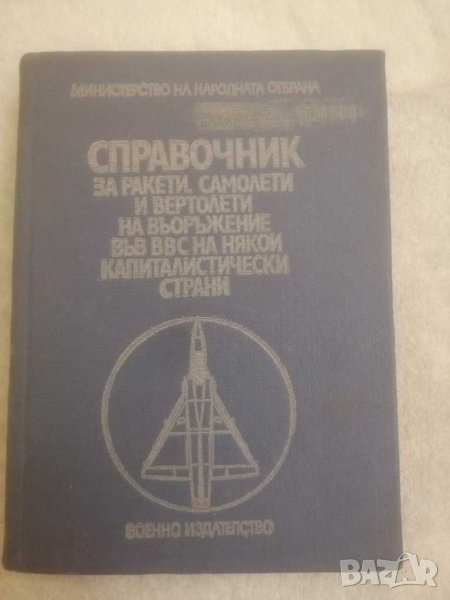 МИНИСТЕРСТВО НА НАРОДНАТА ОТБРАНА
СПРАВОЧНИК
ЗА РАКЕТИ, САМОЛЕТИ
И ВЕРТОЛЕТИ
НА ВЪОРЪЖЕНИЕ
ВЪВ ВВС НА НЯКОИ
КАПИТАЛИСТИЧЕСКИ
СТРАНИ
ВОЕННО ИЗДАТЕЛСТВО
BAZAR